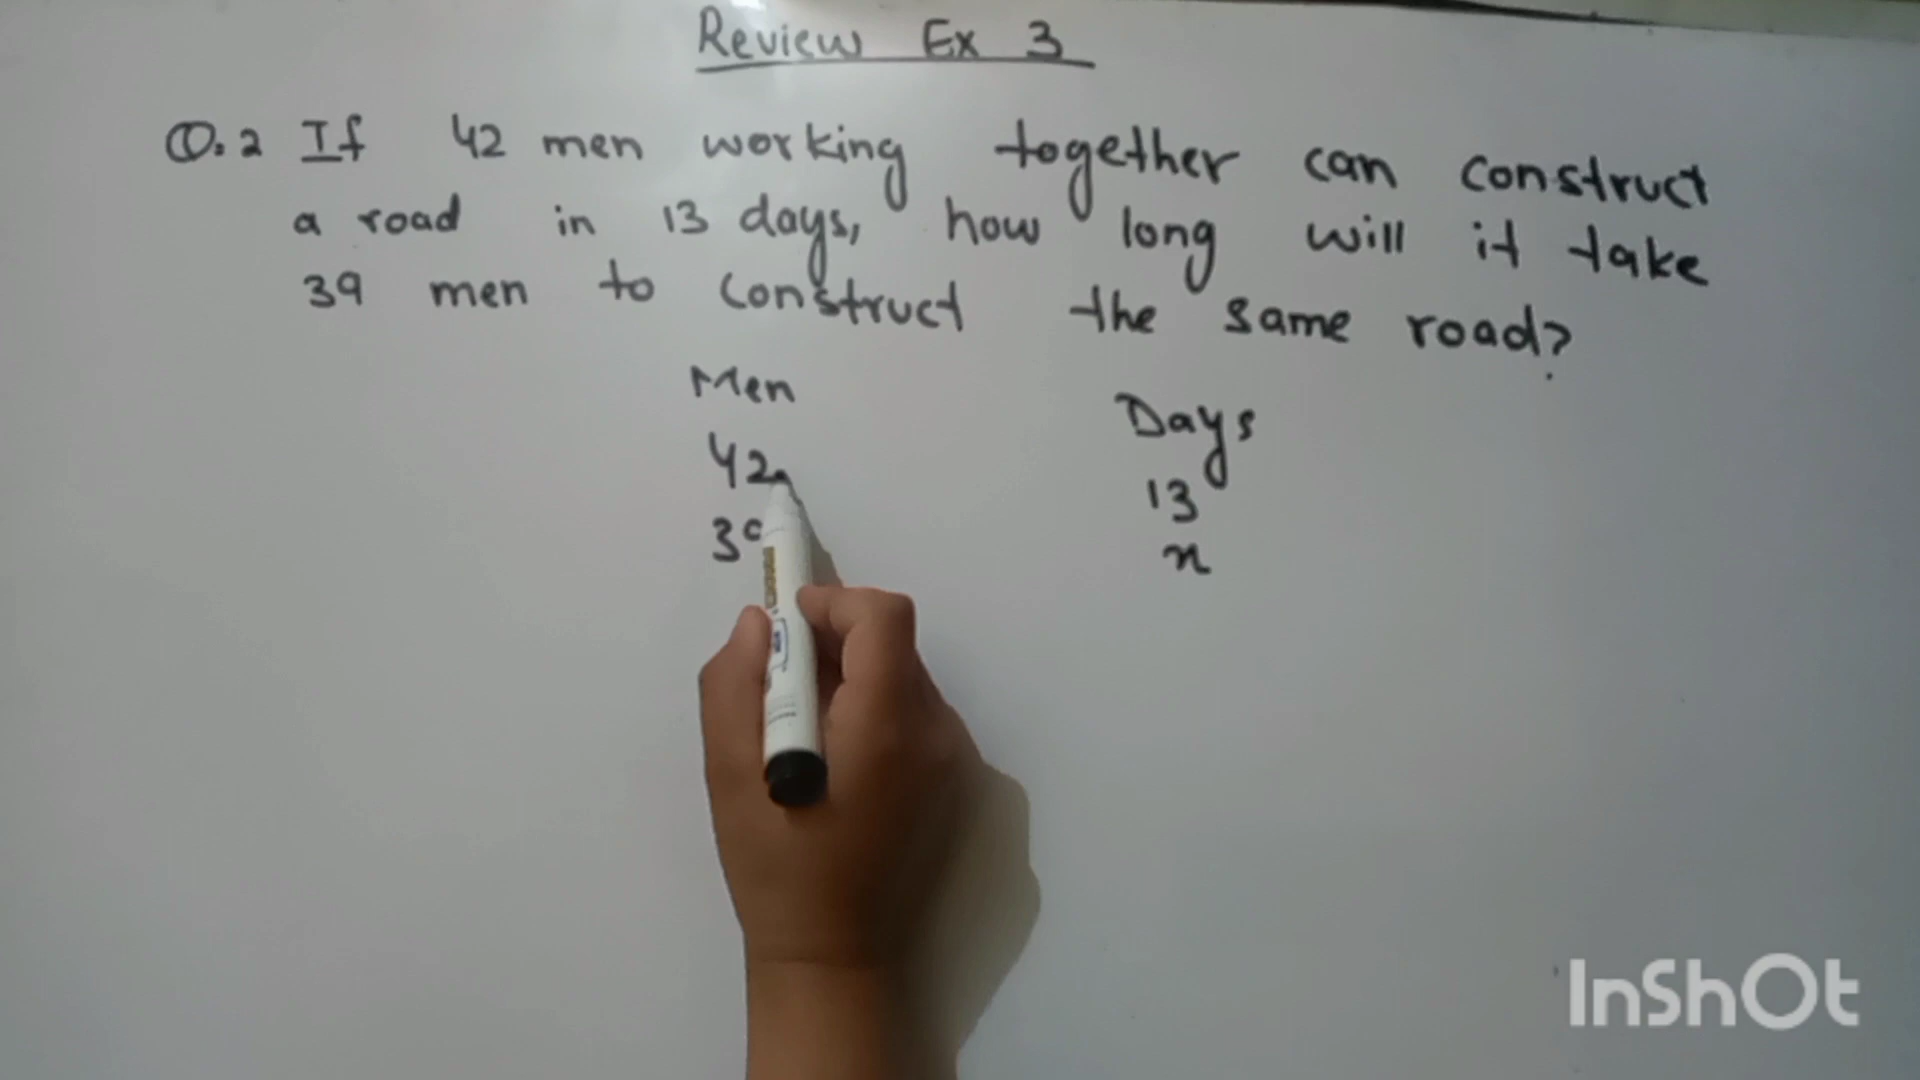 Review Ex 3
Q.2 If 42 men working together can construct
a road in 13 days, how long will it take
39 men to construct the same road?
Men Days
42 13
39 x
InShOt